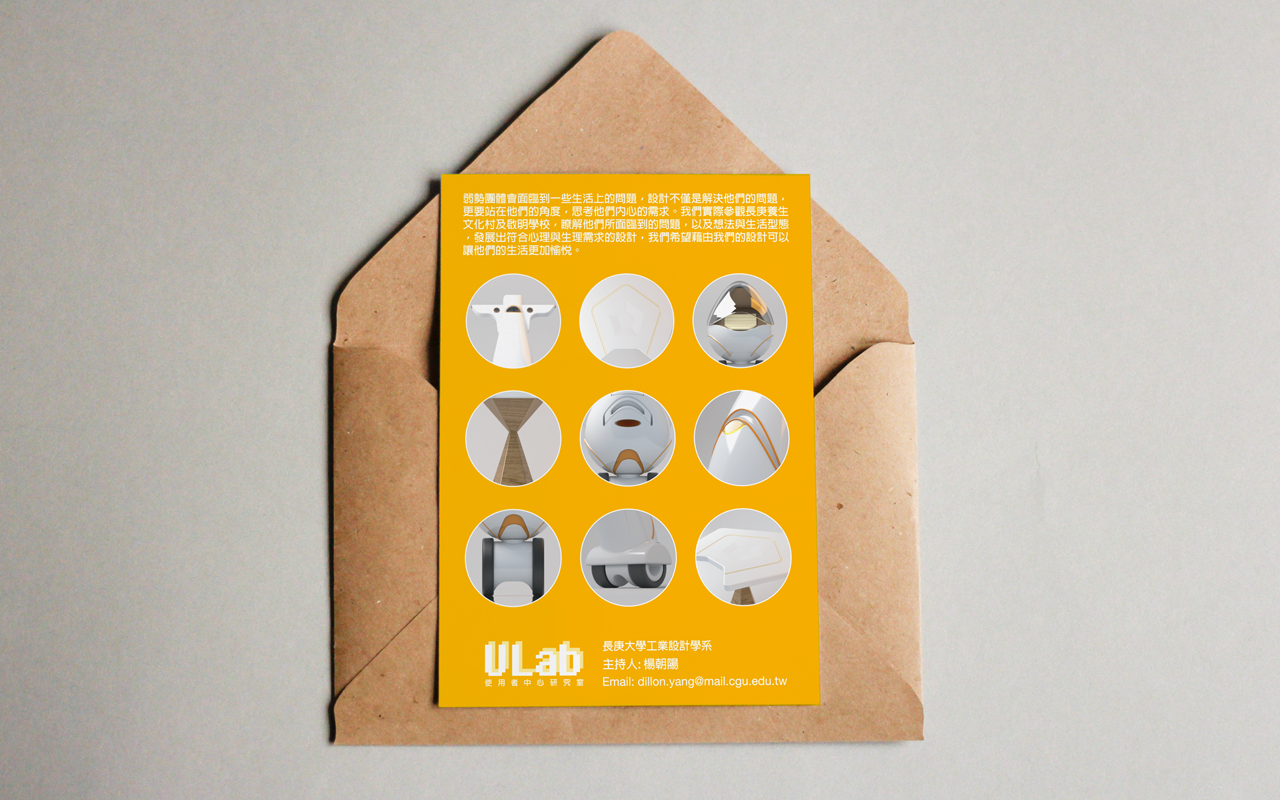 弱勢團體會面臨到一些生活上的問題，設計不僅是解決他們的問題，
更要站在他們的角度，思考他們內心的需求。我們實際參觀長庚養生
文化村及啟明學校，瞭解他們所面臨到的問題，以及想法與生活型態
，發展出符合心理與生理需求的設計，我們希望藉由我們的設計可以
讓他們的生活更加愉悅。
ULab
使用者中心研究室
長庚大學工業設計學系
主持人: 楊朝陽
Email: dillon.yang@mail.cgu.edu.tw